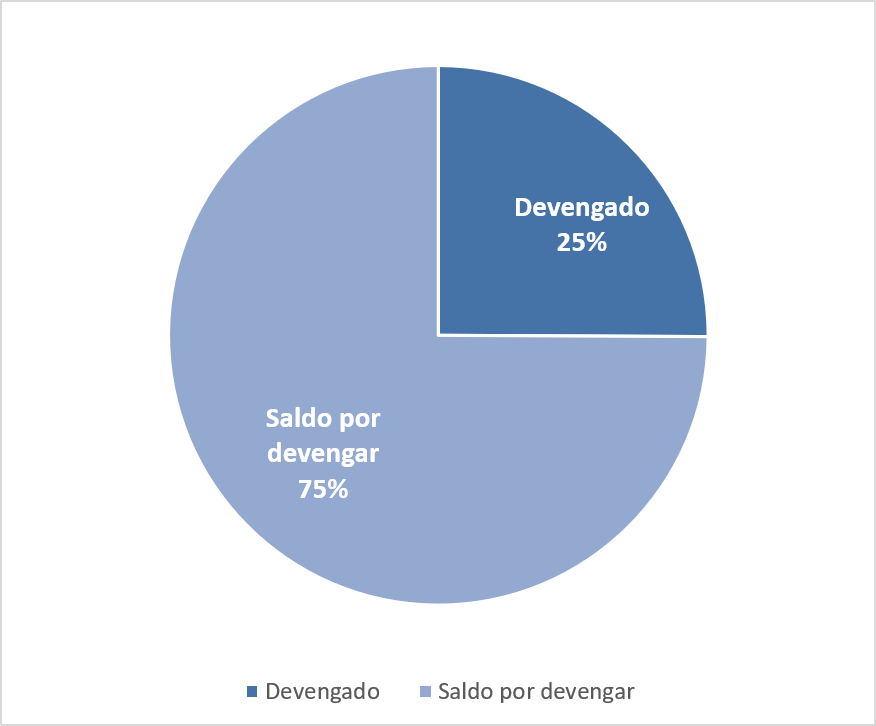 Devengado
25%
Saldo por
devengar
75%
Devengado Saldo por devengar